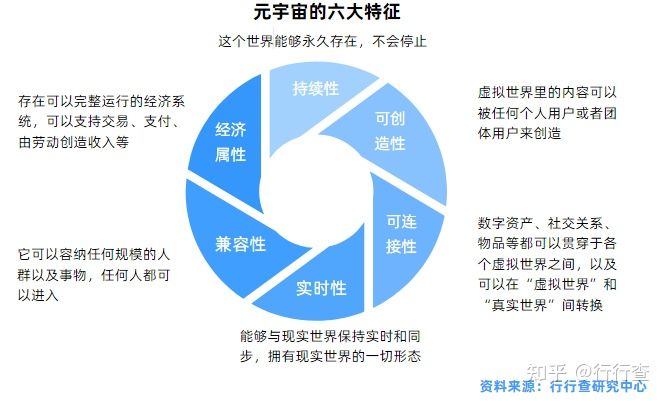 元宇宙的六大特征
这个世界能够永久存在，不会停止
持续性
存在可以完整运行的经济系
统，可以支持交易、支付、
由劳动创造收入等
经济
属性
可创
造性
虚拟世界里的内容可以
被任何个人用户或者团
体用户来创造
它可以容纳任何规模的人
群以及事物，任何人都可
以进入
兼容性
可连
接性
数字资产、社交关系、
物品等都可以贯穿于各
个虚拟世界之间，以及
可以在“虚拟世界”和
“真实世界”间转换
实时性
能够与现实世界保持实时和同
步，拥有现实世界的一切形态
知乎 @行行查
资料来源：行行查研究中心